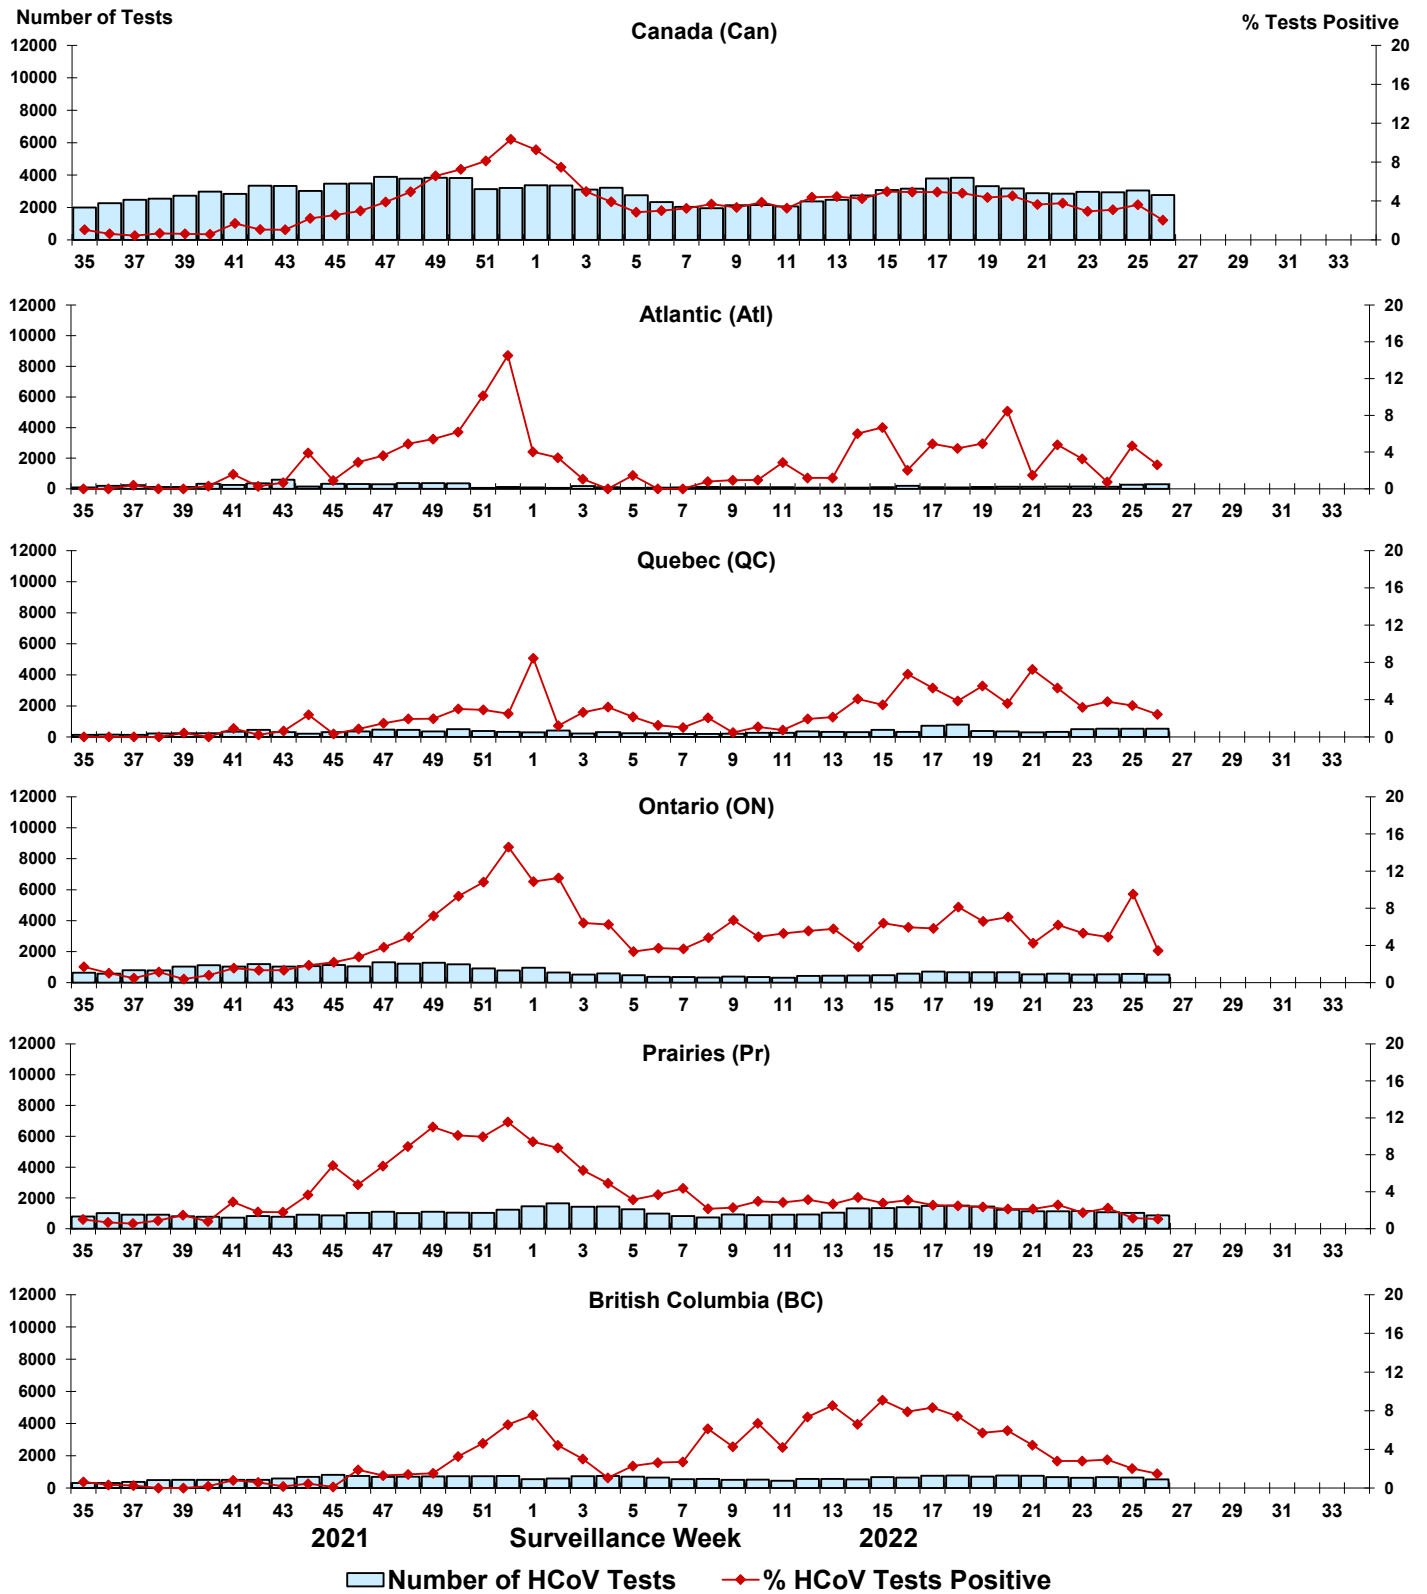 Number of Tests
Canada (Can)
% Tests Positive
12000 20
10000 16
8000 12
6000 8
4000 4
2000 0
0
35 37 39 41 43 45 47 49 51 1 3 5 7 9 11 13 15 17 19 21 23 25 27 29 31 33
Atlantic (Atl)
12000 20
10000 16
8000 12
6000 8
4000 4
2000 0
0
35 37 39 41 43 45 47 49 51 1 3 5 7 9 11 13 15 17 19 21 23 25 27 29 31 33
Quebec (QC)
12000 20
10000 16
8000 12
6000 8
4000 4
2000 0
0
35 37 39 41 43 45 47 49 51 1 3 5 7 9 11 13 15 17 19 21 23 25 27 29 31 33
Ontario (ON)
12000 20
10000 16
8000 12
6000 8
4000 4
2000 0
0
35 37 39 41 43 45 47 49 51 1 3 5 7 9 11 13 15 17 19 21 23 25 27 29 31 33
Prairies (Pr)
12000 20
10000 16
8000 12
6000 8
4000 4
2000 0
0
35 37 39 41 43 45 47 49 51 1 3 5 7 9 11 13 15 17 19 21 23 25 27 29 31 33
British Columbia (BC)
12000 20
10000 16
8000 12
6000 8
4000 4
2000 0
0
35 37 39 41 43 45 47 49 51 1 3 5 7 9 11 13 15 17 19 21 23 25 27 29 31 33
2021 Surveillance Week 2022
Number of HCoV Tests % HCoV Tests Positive